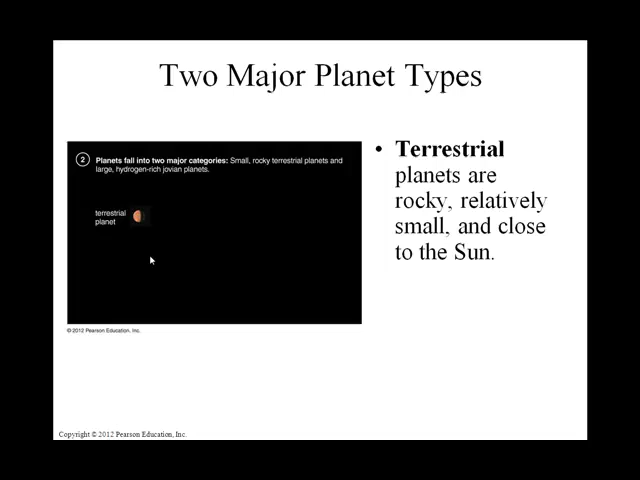 Two Major Planet Types
2 Planets fall into two major categories: Small, rocky terrestrial planets and
large, hydrogen-rich jovian planets.
terrestrial
planet
© 2012 Pearson Education, Inc.
• Terrestrial
planets are
rocky, relatively
small, and close
to the Sun.
Copyright © 2012 Pearson Education, Inc.